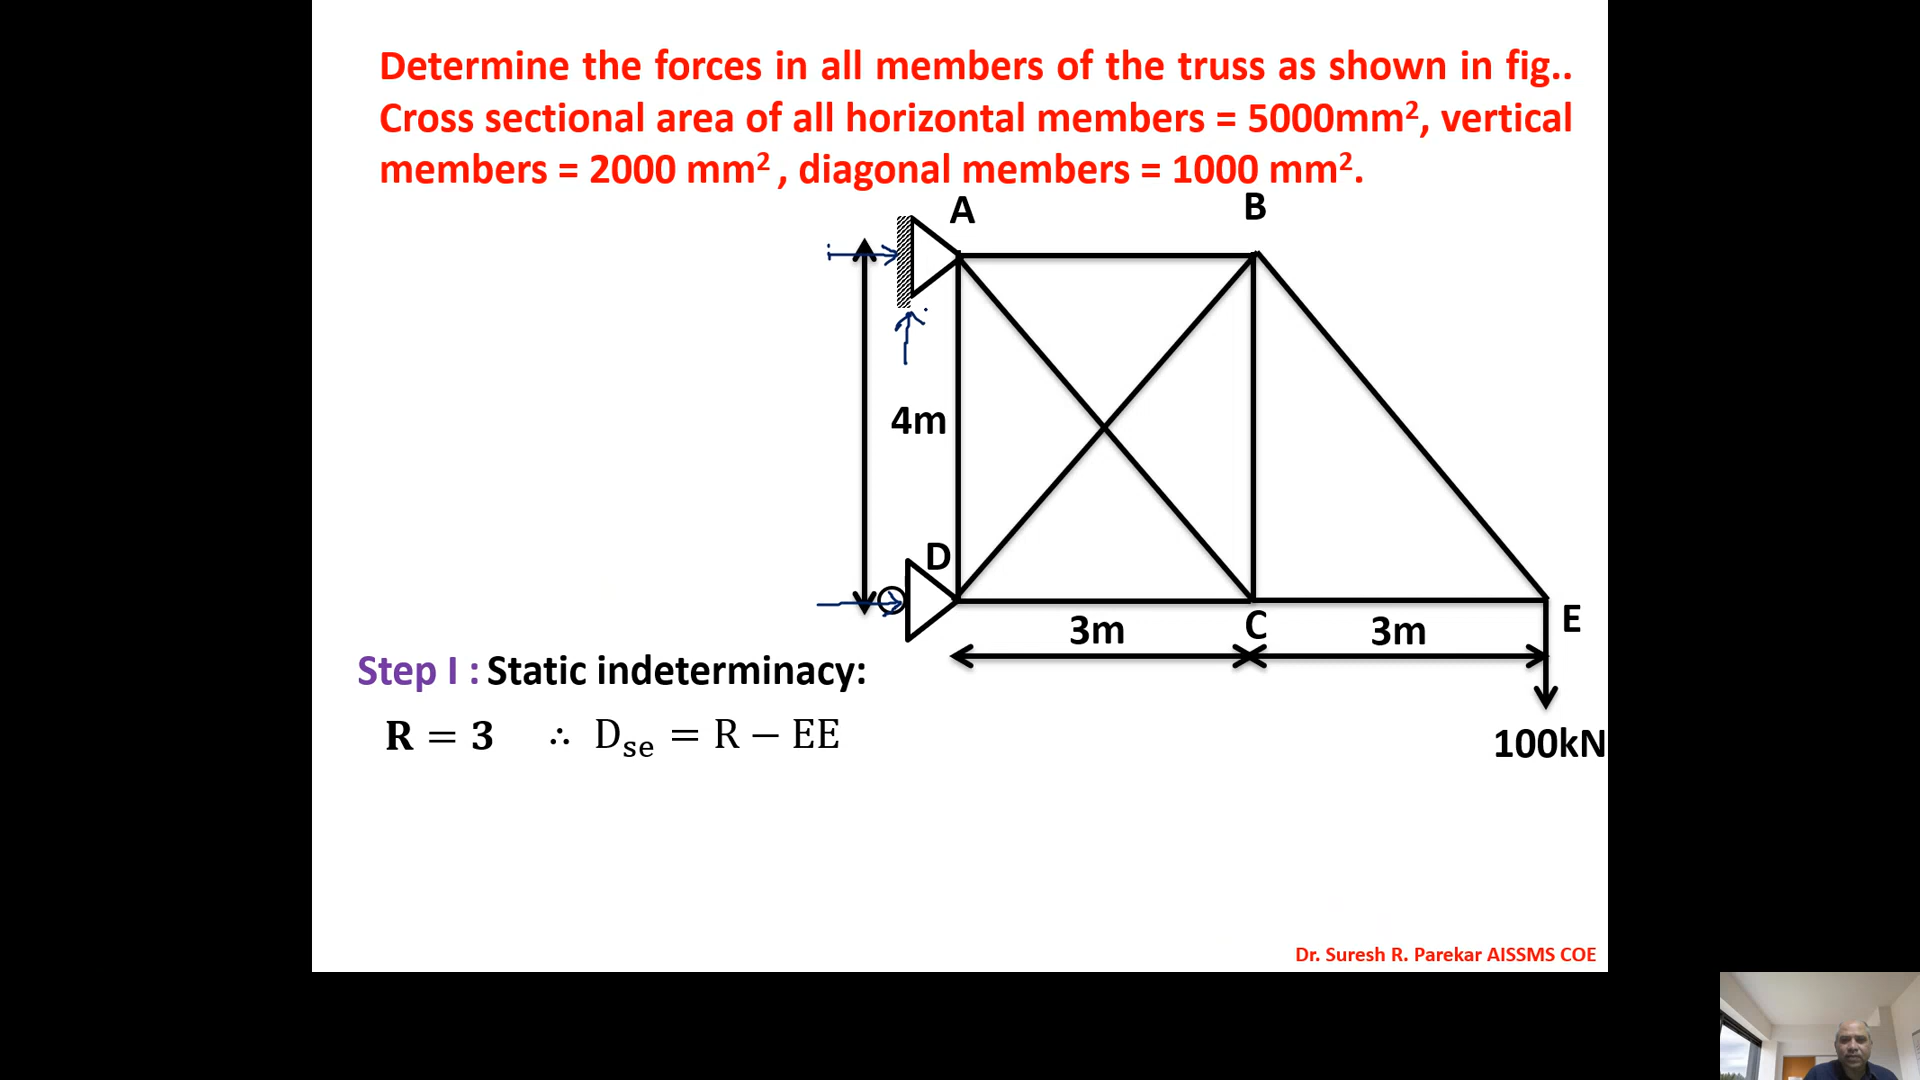 Determine the forces in all members of the truss as shown in fig..
Cross sectional area of all horizontal members = 5000mm², vertical
members = 2000 mm² , diagonal members = 1000 mm².
A
B
4m
D
3m
C
3m
E
100kN
Step I : Static indeterminacy:
R = 3 ∴ Dse = R − EE
Dr. Suresh R. Parekar AISSMS COE